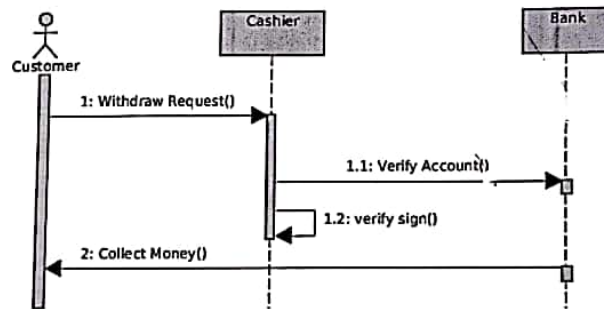 Cashier
Bank
Customer
1: Withdraw Request()
1.1: Verify Account()
1.2: verify sign()
2: Collect Money()